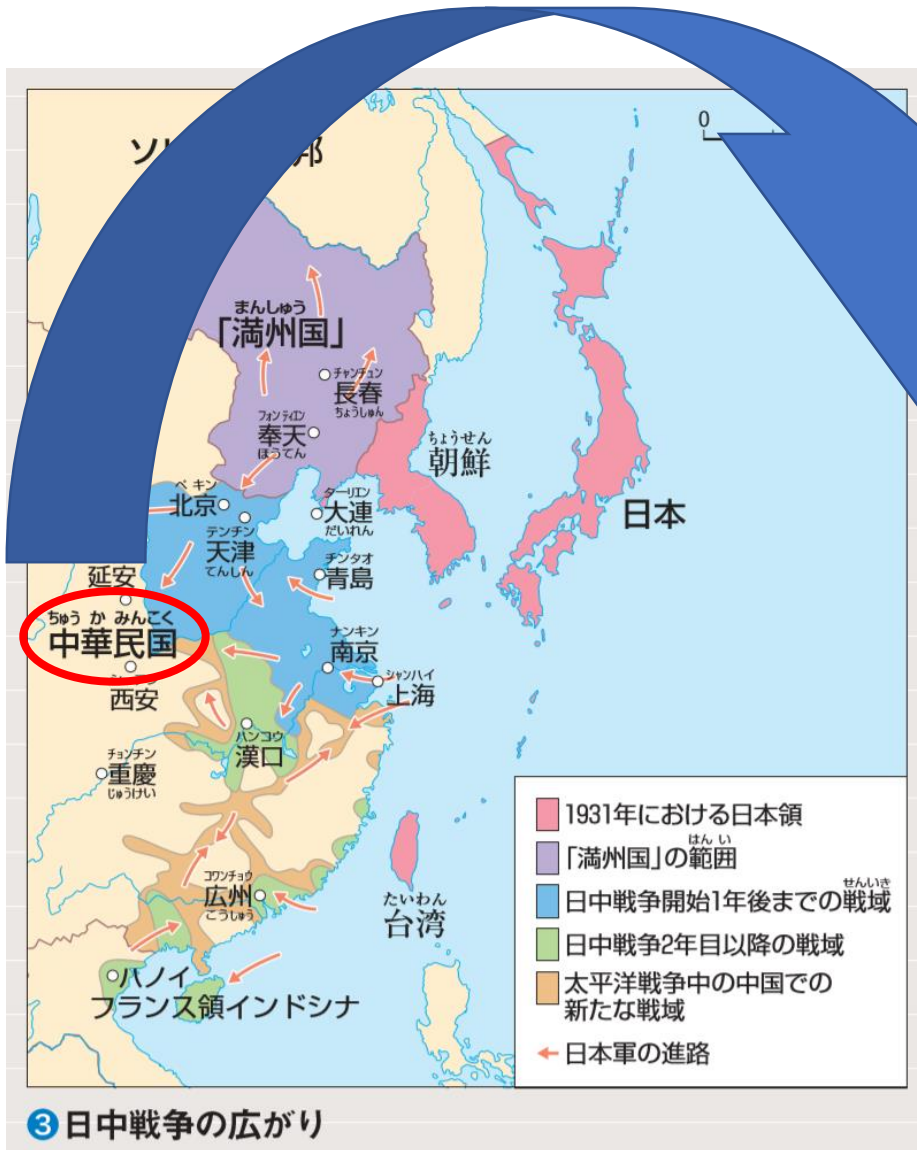 ソ 邦
0
まんしゅう
「満州国」
チャンチュン
長春
ちょうしゅん
フォンティエン
奉天
ほうてん
ちょうせん
朝鮮
日本
ペキン
北京
ターリエン
大連
だいれん
テンチン
天津
てんしん
チンタオ
青島
延安
ちゅうかみんこく
中華民国
西安
ナンキン
南京
シャンハイ
上海
ハンコウ
漢口
チョンチン
重慶
じゅうけい
コワンチョウ
広州
こうしゅう
たいわん
台湾
ハノイ
フランス領インドシナ
1931年における日本領
はんい
「満州国」の範囲
せんいき
日中戦争開始1年後までの戦域
日中戦争2年目以降の戦域
太平洋戦争中の中国での
新たな戦域
日本軍の進路
3 日中戦争の広がり